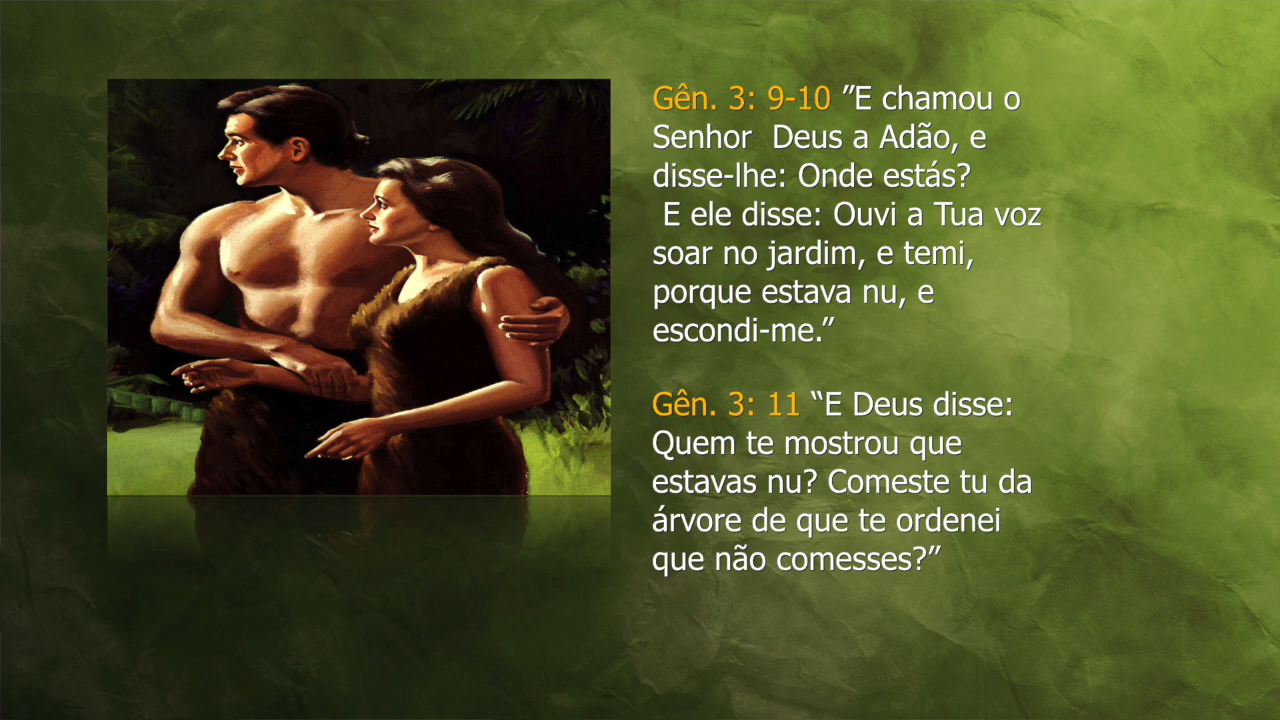 Gên. 3: 9-10 ”E chamou o
Senhor  Deus a Adão, e
disse-lhe: Onde estás?
E ele disse: Ouvi a Tua voz
soar no jardim, e temi,
porque estava nu, e
escondi-me.”
Gên. 3: 11 “E Deus disse:
Quem te mostrou que
estavas nu? Comeste tu da
árvore de que te ordenei
que não comesses?”